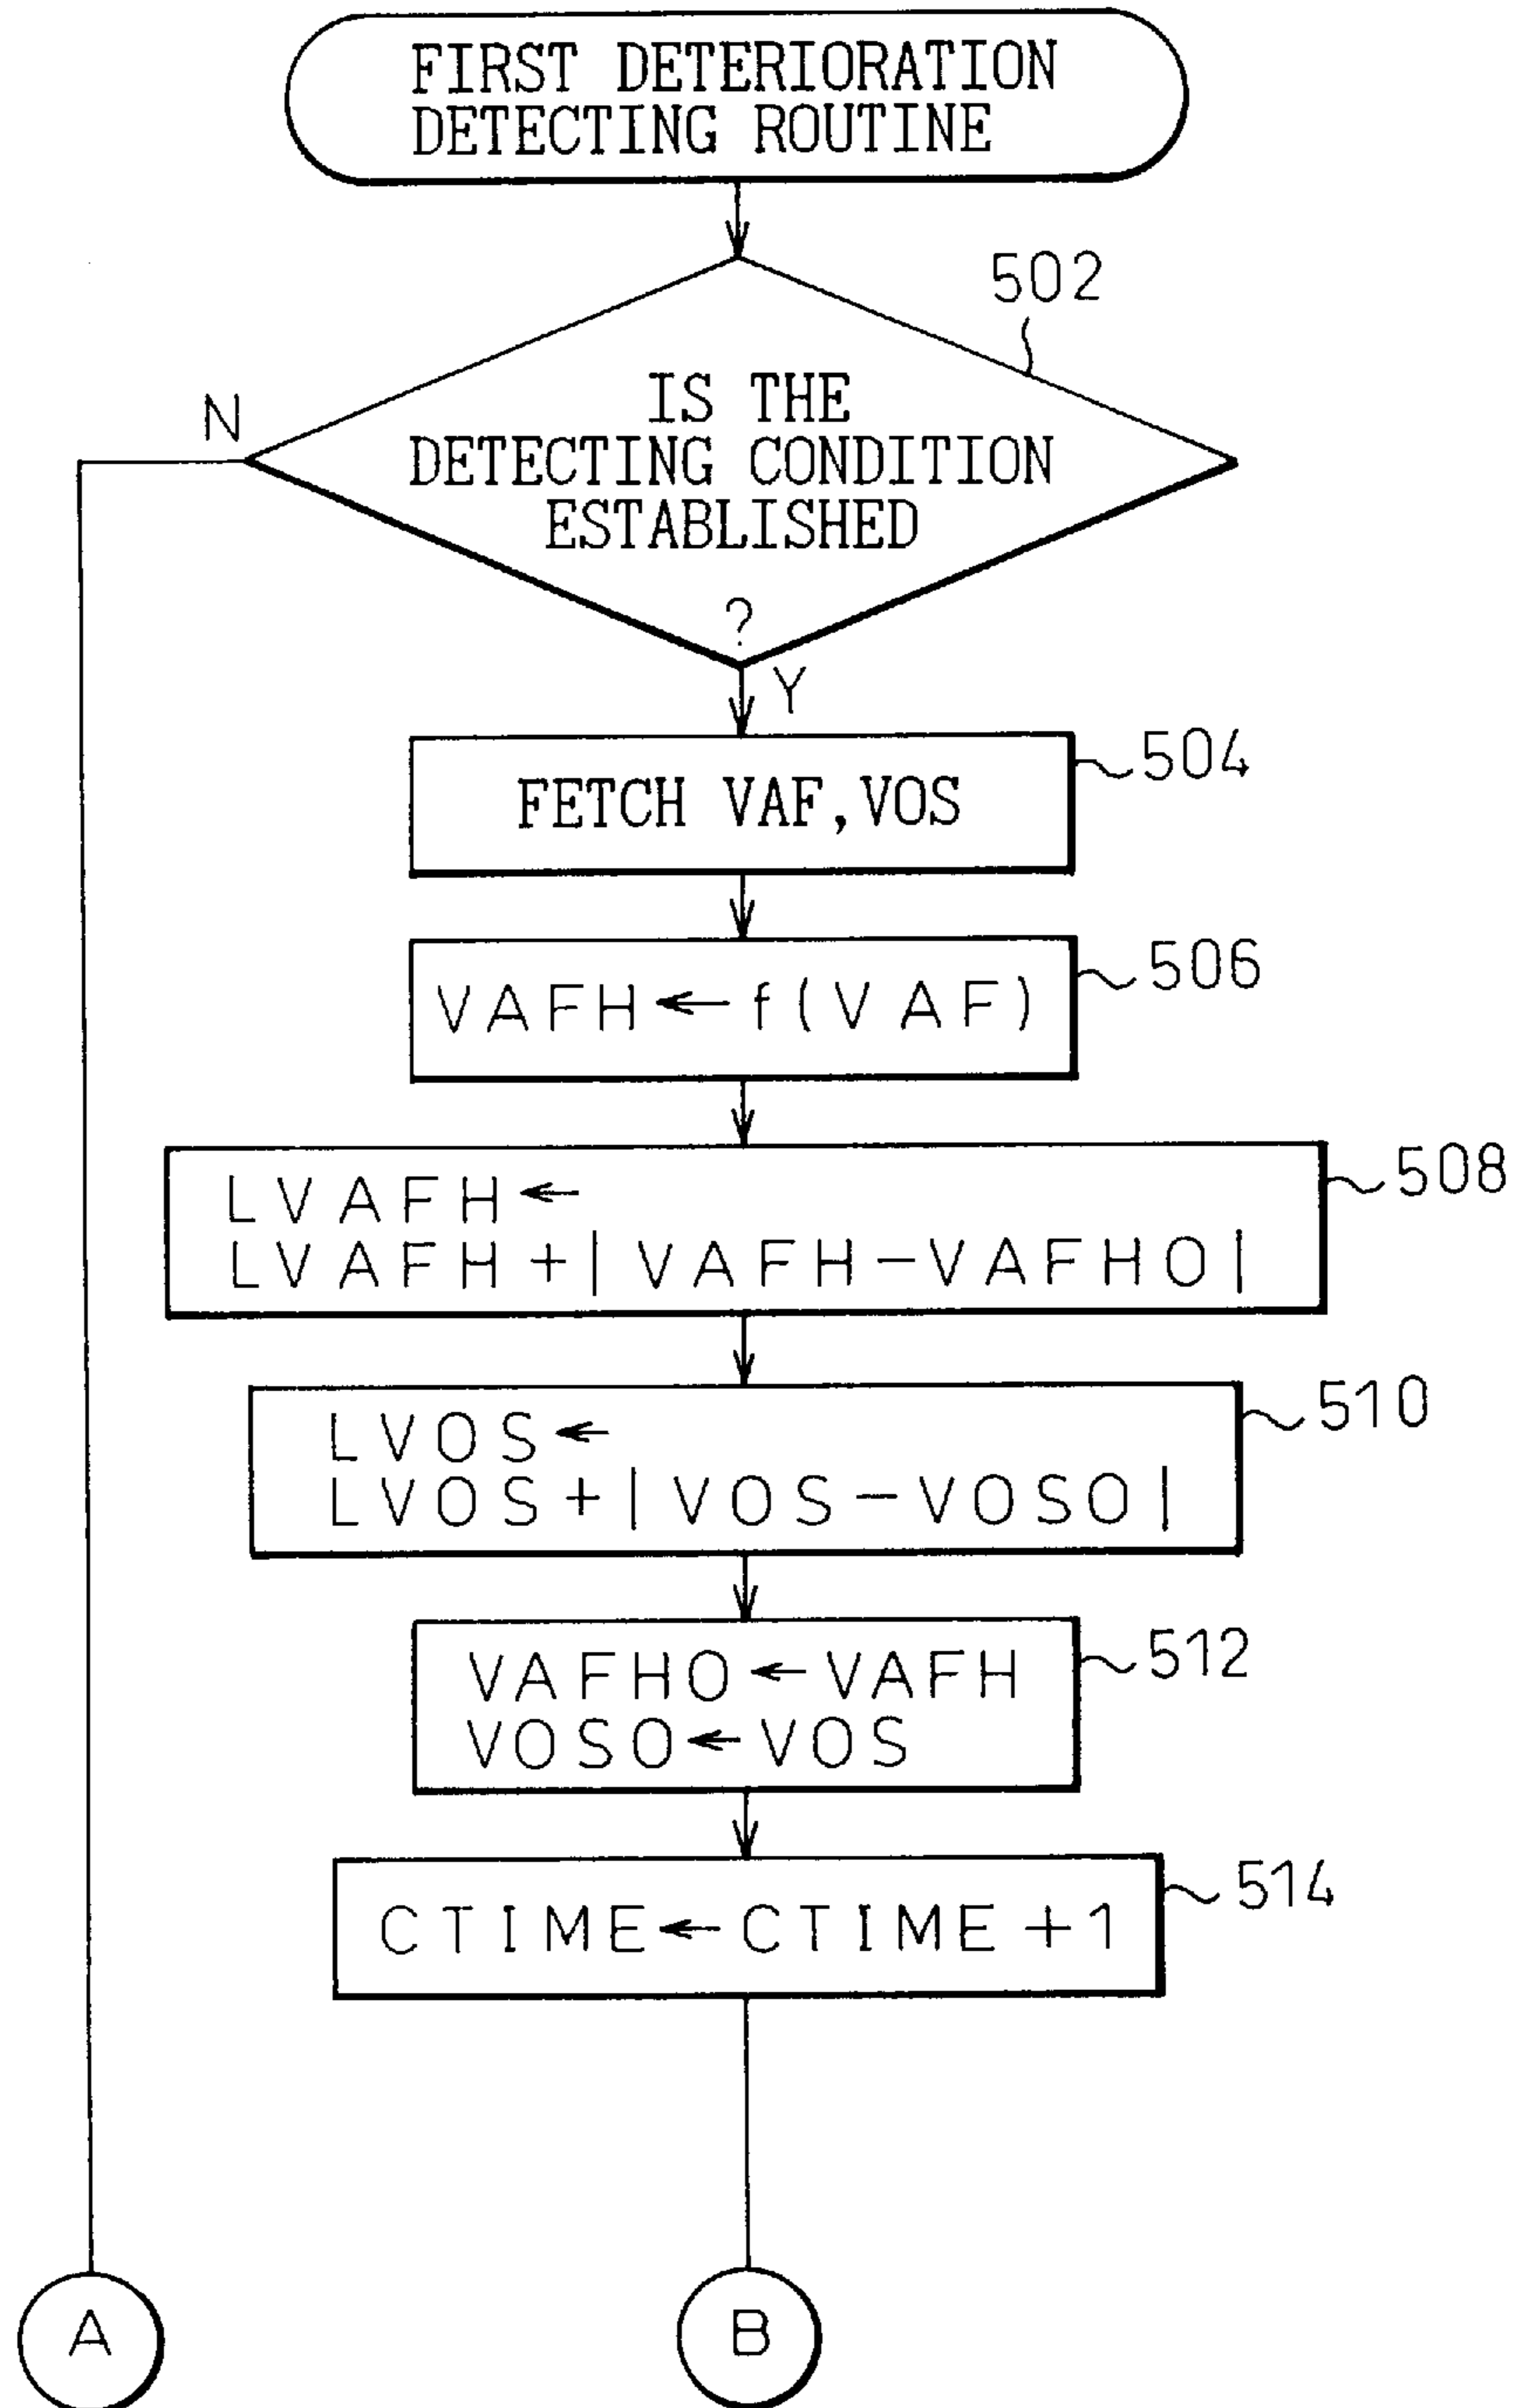 FIRST DETERIORATION
DETECTING ROUTINE
502
N
IS THE
DETECTING CONDITION
ESTABLISHED
?
Y
FETCH VAF,VOS
504
VAFH←f(VAF)
506
LVAFH←
LVAFH+|VAFH-VAFHO|
508
LVOS←
LVOS+|VOS-VOSO|
510
VAFHO←VAFH
VOSO←VOS
512
CTIME←CTIME+1
514
A
B